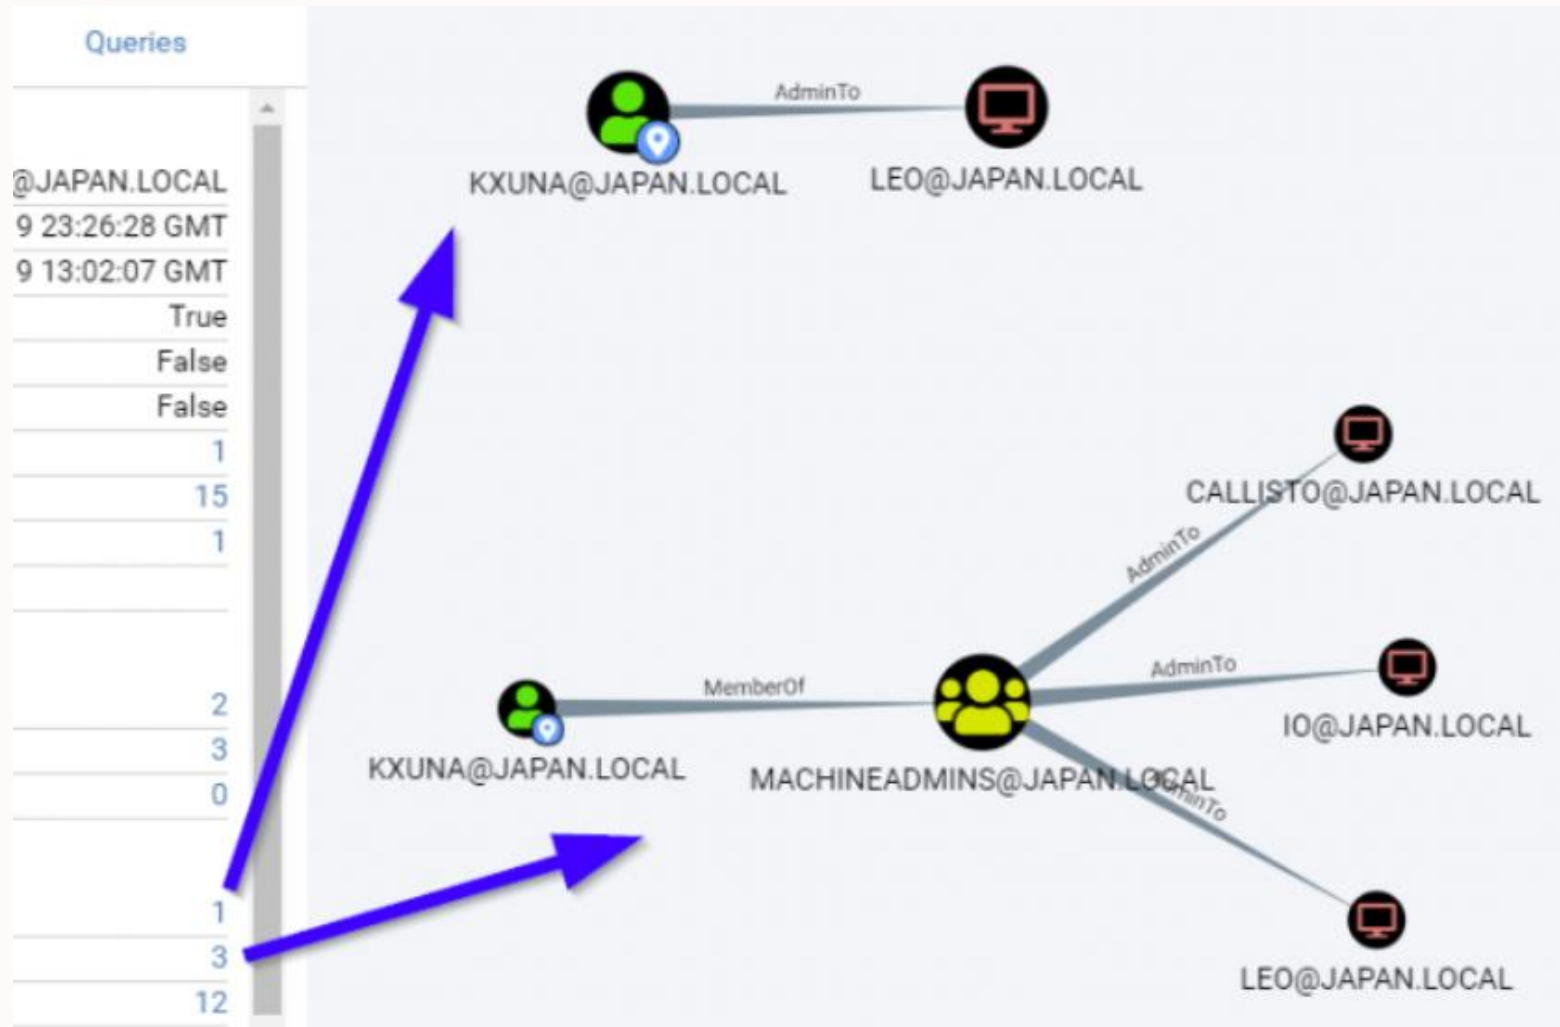 Queries
@JAPAN.LOCAL
9 23:26:28 GMT
9 13:02:07 GMT
True
False
False
1
15
1
2
3
0
1
3
12
AdminTo
KXUNA@JAPAN.LOCAL
LEO@JAPAN.LOCAL
CALLISTO@JAPAN.LOCAL
AdminTo
AdminTo
MemberOf
IO@JAPAN.LOCAL
KXUNA@JAPAN.LOCAL
MACHINEADMINS@JAPAN.LOCAL
AdminTo
LEO@JAPAN.LOCAL